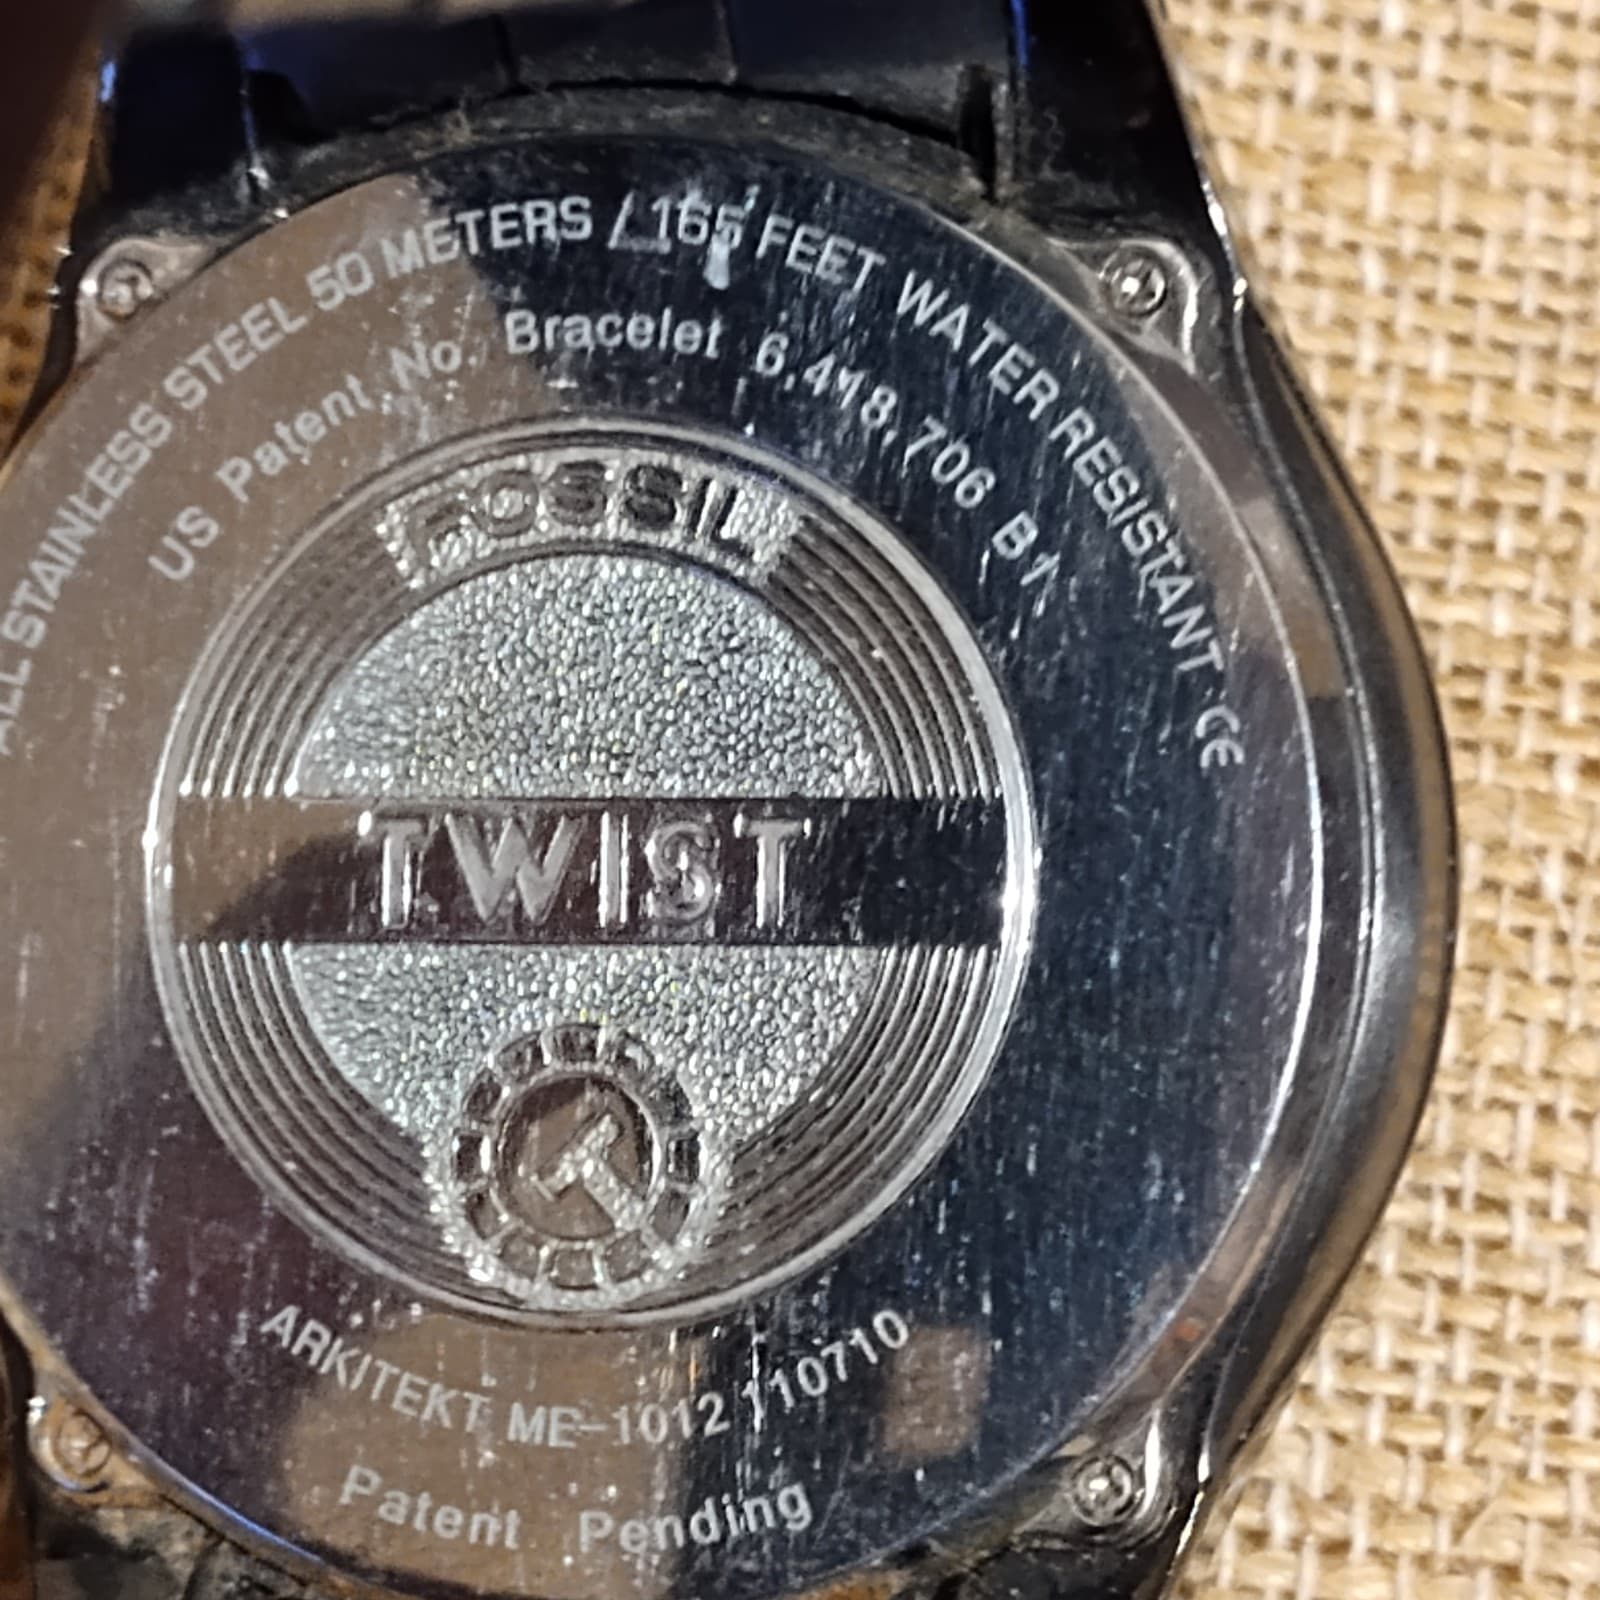 ALL STAINLESS STEEL 50 METERS / 165 FEET WATER RESISTANT CE
US Patent No. Bracelet 6,418,706 B1
FOSSIL
TWIST
ARKITEKT ME-1012 110710
Patent Pending